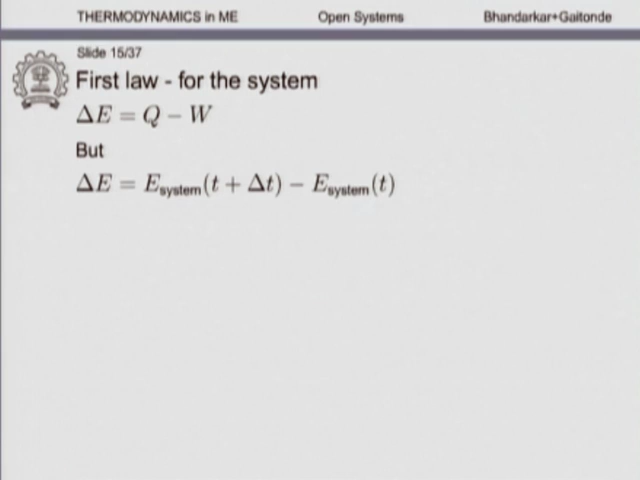 THERMODYNAMICS in ME Open Systems Bhandarkar+Gaitonde
Slide 15/37
First law - for the system
ΔE = Q − W
But
ΔE = E_system(t + Δt) − E_system(t)